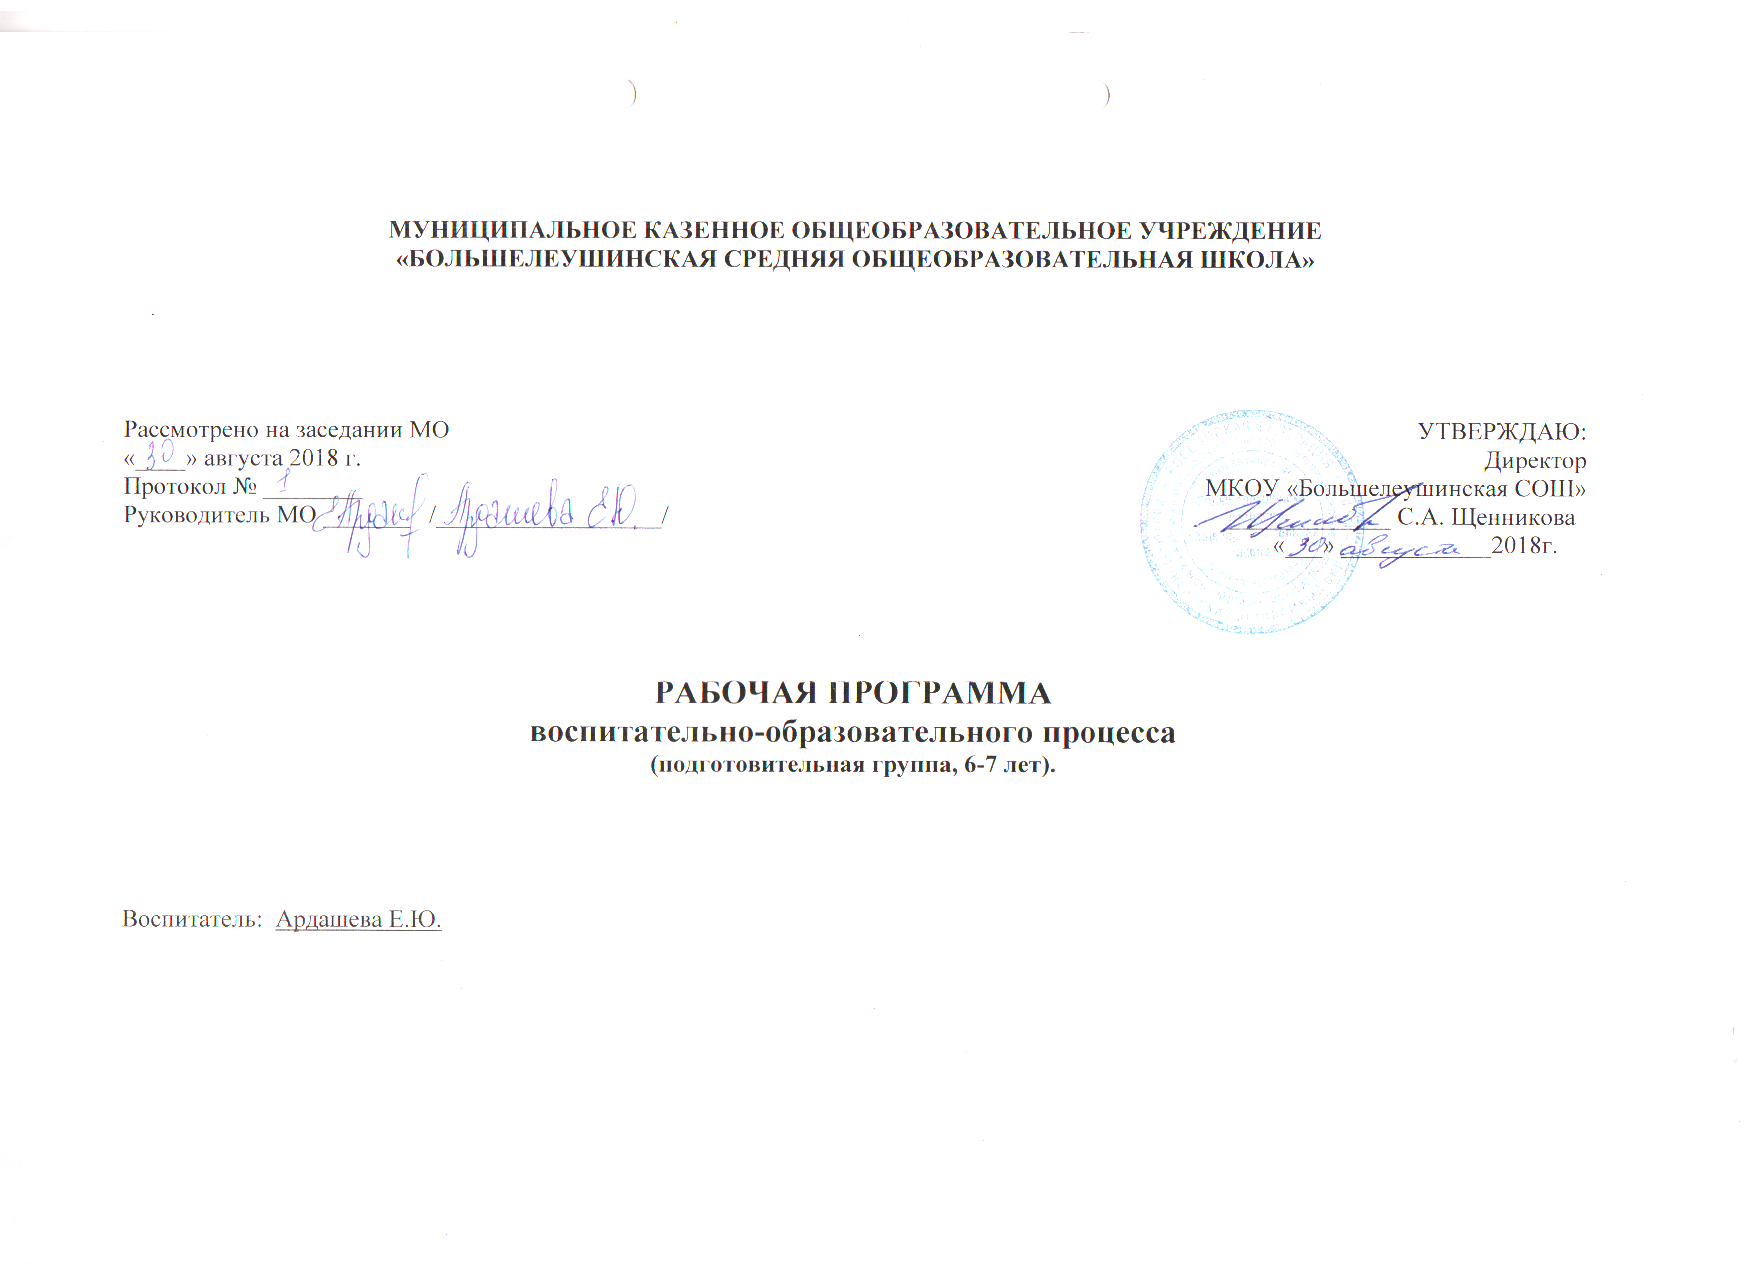 МУНИЦИПАЛЬНОЕ КАЗЕННОЕ ОБЩЕОБРАЗОВАТЕЛЬНОЕ УЧРЕЖДЕНИЕ
«БОЛЬШЕЛЕУШИНСКАЯ СРЕДНЯЯ ОБЩЕОБРАЗОВАТЕЛЬНАЯ ШКОЛА»
Рассмотрено на заседании МО
«30» августа 2018 г.
Протокол № 1
Руководитель МО / Ардашева Е.Ю. /
УТВЕРЖДАЮ:
Директор
МКОУ «Большелеушинская СОШ»
С.А. Щенникова
«30» августа 2018г.
РАБОЧАЯ ПРОГРАММА
воспитательно-образовательного процесса
(подготовительная группа, 6-7 лет).
Воспитатель: Ардашева Е.Ю.